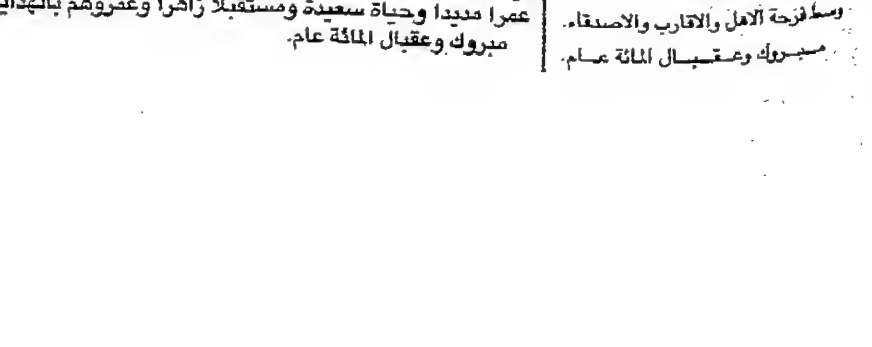 وسط فرحة الاهل والاقارب والاصدقاء.
مبروك وعقبال المائة عام.
عمرا مديدا وحياة سعيدة ومستقبلا زاهرا وغمروهم بالهدايا
مبروك وعقبال المائة عام.